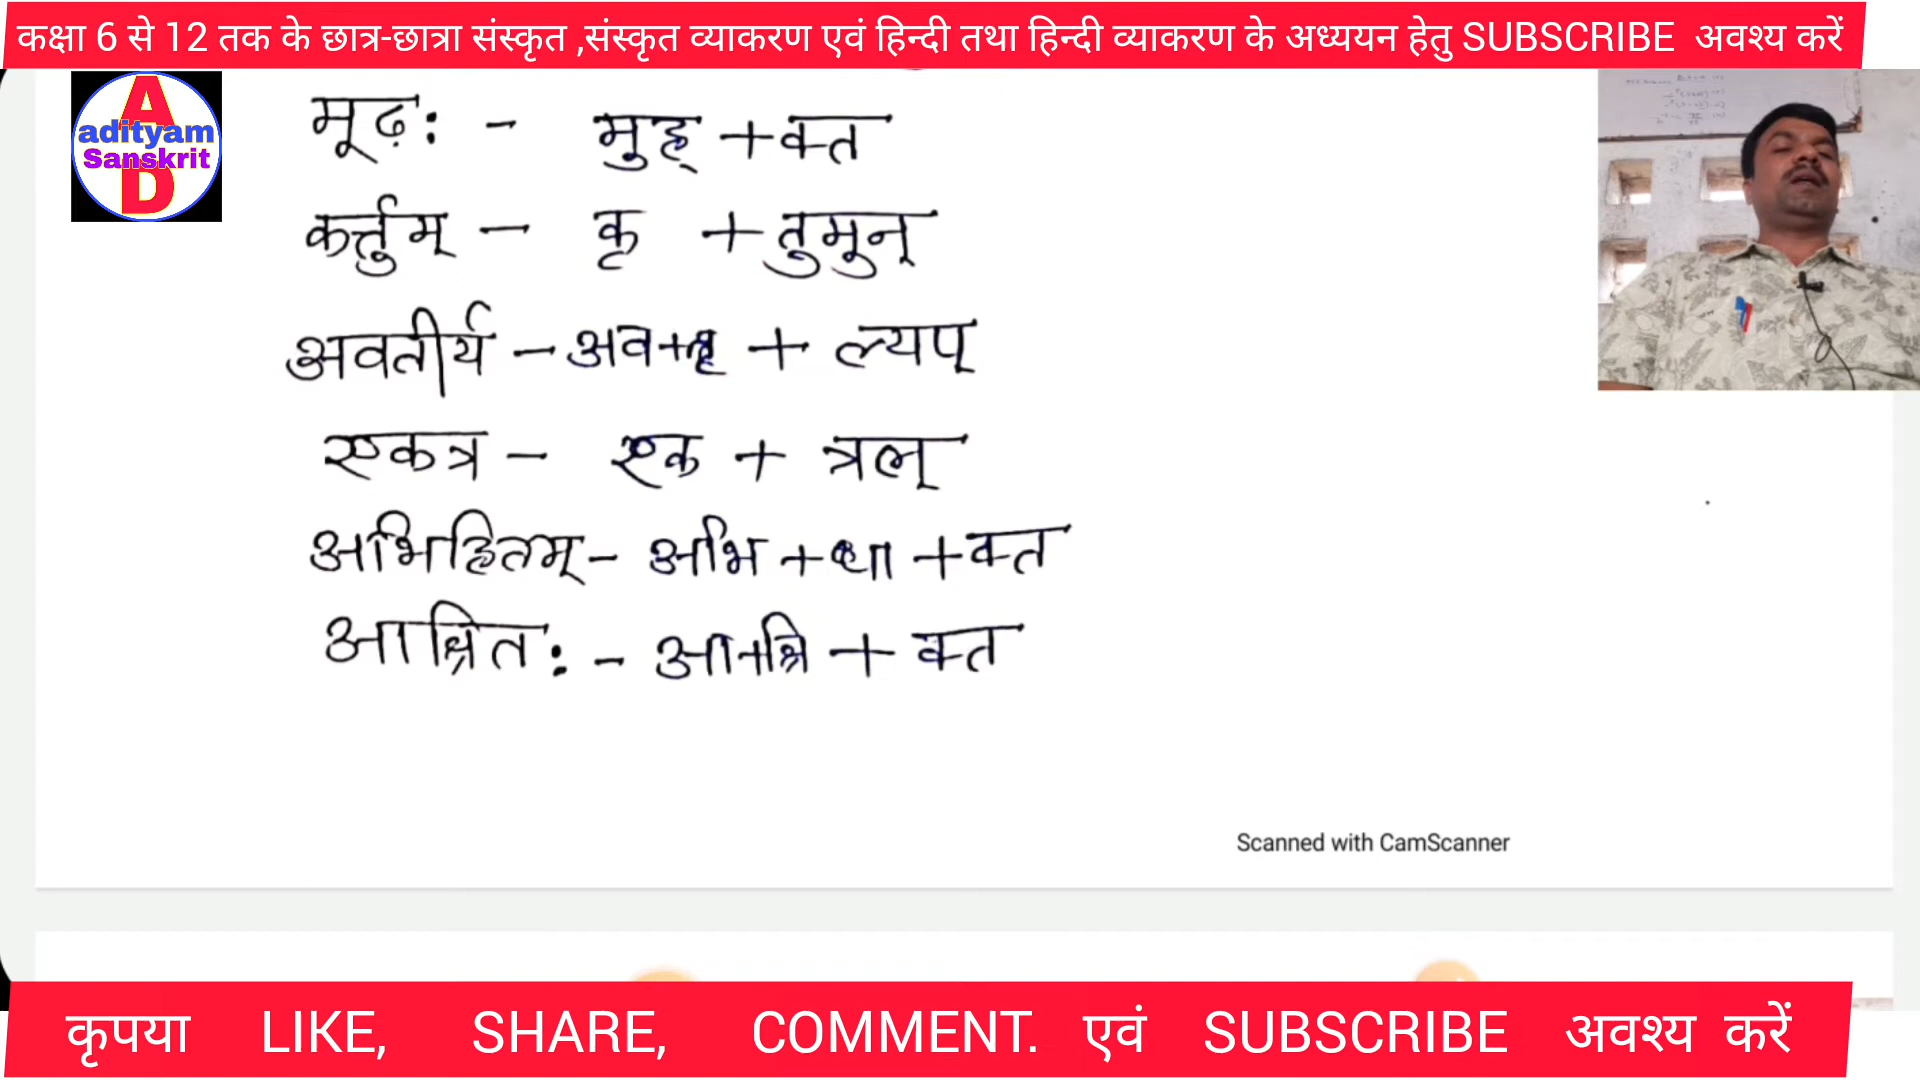 कक्षा 6 से 12 तक के छात्र-छात्रा संस्कृत ,संस्कृत व्याकरण एवं हिन्दी तथा हिन्दी व्याकरण के अध्ययन हेतु SUBSCRIBE अवश्य करें
A
adityam
Sanskrit
D
मूढ़ः - मुह् + क्त
कर्त्तुम् - कृ + तुमुन्
अवतीर्य - अव+तृ + ल्यप्
एकत्र - एक + त्रल्
अभिहितम् - अभि + धा + क्त
आश्रितः - आ+श्रि + क्त
Scanned with CamScanner
कृपया LIKE, SHARE, COMMENT. एवं SUBSCRIBE अवश्य करें